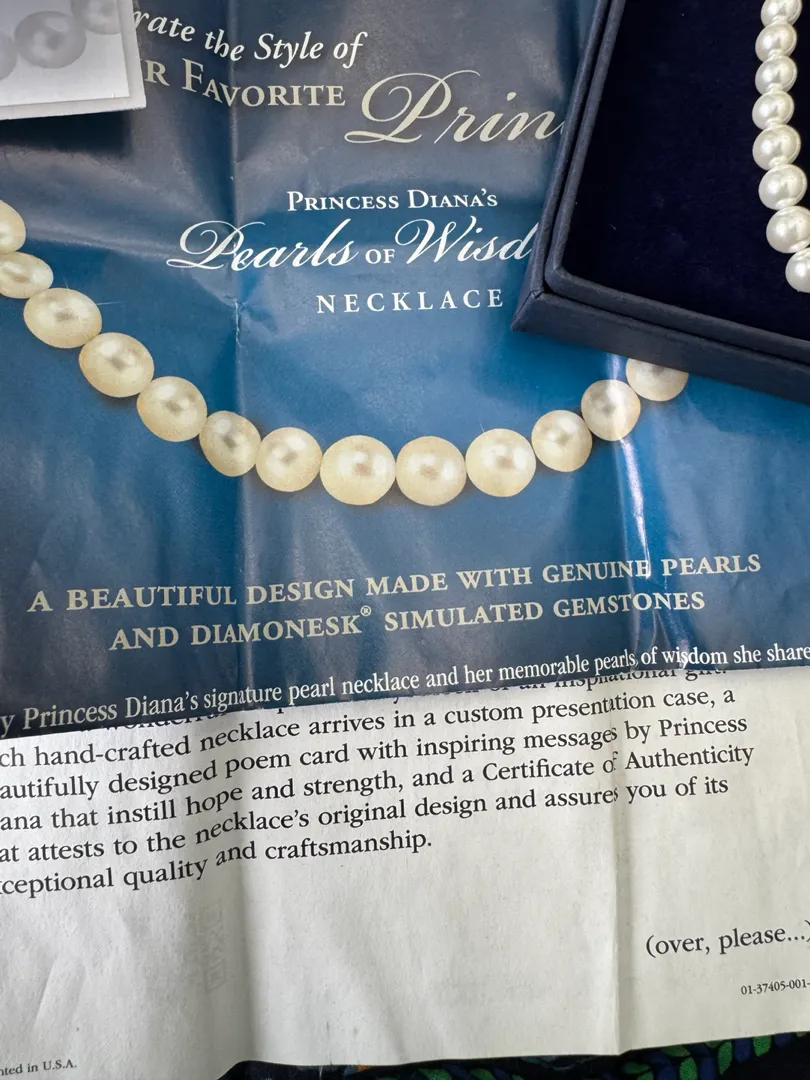 rate the Style of
R FAVORITE Prin
PRINCESS DIANA'S
Pearls OF Wisd
NECKLACE
A BEAUTIFUL DESIGN MADE WITH GENUINE PEARLS
AND DIAMONESK® SIMULATED GEMSTONES
y Princess Diana's signature pearl necklace and her memorable pearls of wisdom she share
of an inspirational gift.
ch hand-crafted necklace arrives in a custom presentation case, a
autifully designed poem card with inspiring messages by Princess
ana that instill hope and strength, and a Certificate of Authenticity
at attests to the necklace's original design and assures you of its
ceptional quality and craftsmanship.
(over, please...)
01-37405-001-
nted in U.S.A.